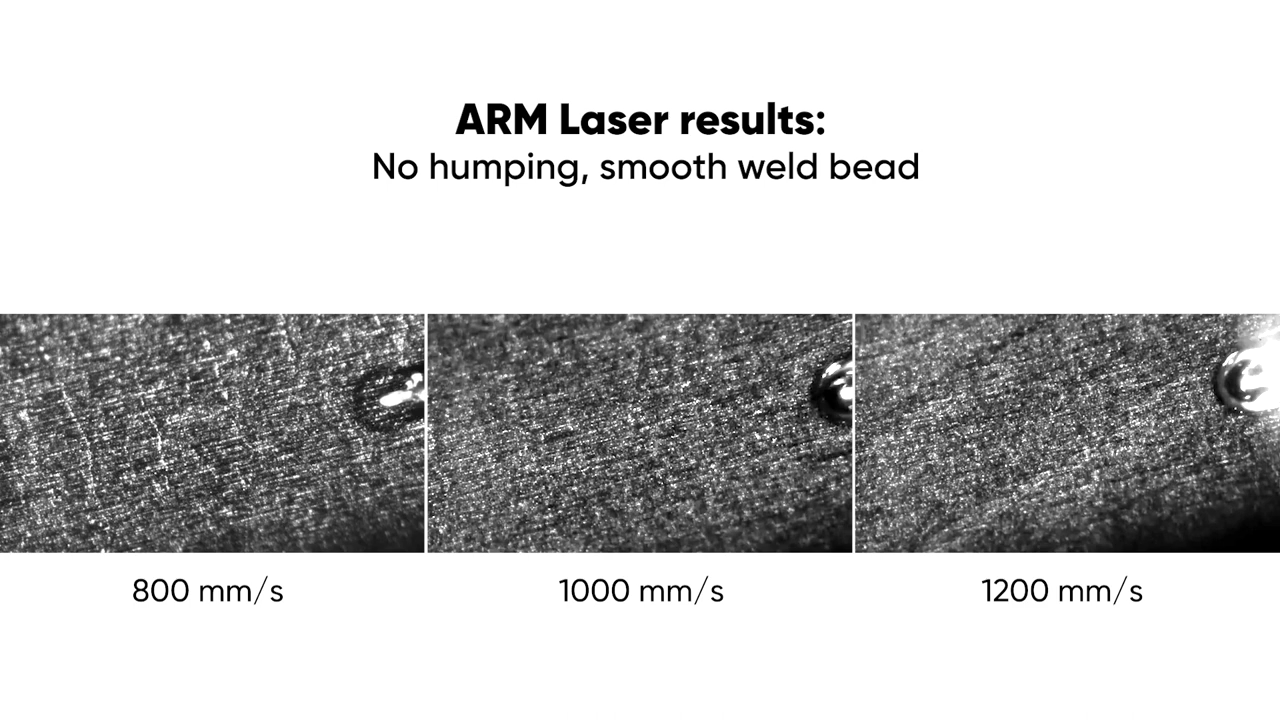 ARM Laser results:
No humping, smooth weld bead
800 mm/s
1000 mm/s
1200 mm/s